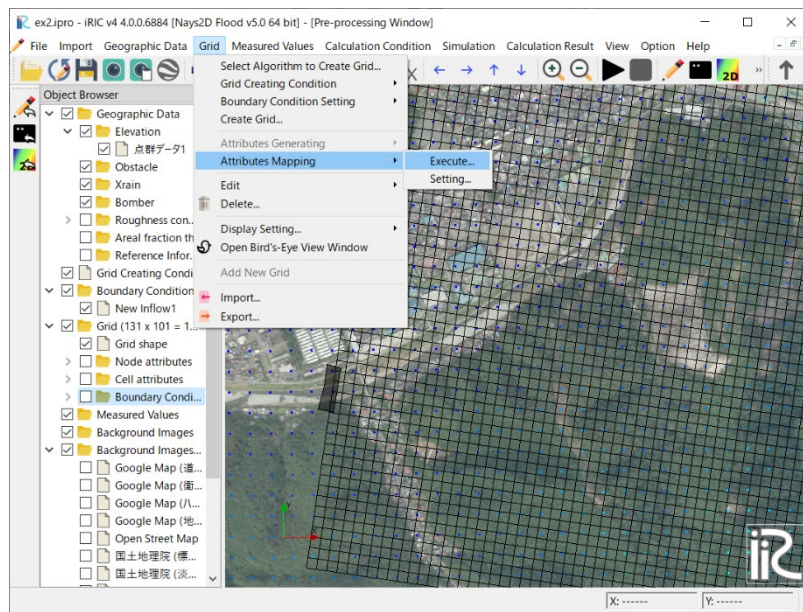 ex2.ipro - iRIC v4 4.0.0.6884 [Nays2D Flood v5.0 64 bit] - [Pre-processing Window]
File Import Geographic Data Grid Measured Values Calculation Condition Simulation Calculation Result View Option Help
Select Algorithm to Create Grid...
Grid Creating Condition
Boundary Condition Setting
Create Grid...
Attributes Generating
Attributes Mapping
Execute...
Setting...
Edit
Delete...
Display Setting...
Open Bird's-Eye View Window
Add New Grid
Import...
Export...
2D
»
2D
Object Browser
Geographic Data
Elevation
点群データ1
Obstacle
Xrain
Bomber
Roughness con...
Areal fraction th
Reference Infor.
Grid Creating Condi
Boundary Condition
New Inflow1
Grid (131 x 101 = 1...
Grid shape
Node attributes
Cell attributes
Boundary Condi...
Measured Values
Background Images
Background Images...
Google Map (道...
Google Map (衛...
Google Map (ハ...
Google Map (地...
Open Street Map
国土地理院 (標...
国土地理院 (淡...
Y
X
iRiC
X: ------
Y: ------